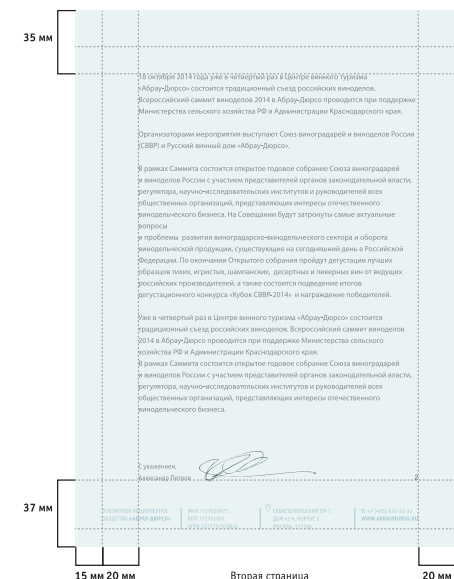 35 мм
18 октября 2014 года уже в четвертый раз в Центре винного туризма
«Абрау-Дюрсо» состоится традиционный съезд российских виноделов.
Всероссийский саммит виноделов 2014 в Абрау-Дюрсо проводится при поддержке
Министерства сельского хозяйства РФ и Администрации Краснодарского края.
Организаторами мероприятия выступают Союз виноградарей и виноделов России
(СВВР) и Русский винный дом «Абрау-Дюрсо».
В рамках Саммита состоится открытое годовое собрание Союза виноградарей
и виноделов России с участием представителей органов законодательной власти,
регулятора, научно-исследовательских институтов и руководителей всех
общественных организаций, представляющих интересы отечественного
винодельческого бизнеса. На Совещании будут затронуты самые актуальные
вопросы
и проблемы развития виноградарско-винодельческого сектора и оборота
винодельческой продукции, существующие на сегодняшний день в Российской
Федерации. По окончании Открытого собрания пройдут дегустации лучших
образцов тихих, игристых, шампанских, десертных и ликерных вин от ведущих
российских производителей, а также состоится подведение итогов
дегустационного конкурса «Кубок СВВР-2014» и награждение победителей.
Уже в четвертый раз в Центре винного туризма «Абрау-Дюрсо» состоится
традиционный съезд российских виноделов. Всероссийский саммит виноделов
2014 в Абрау-Дюрсо проводится при поддержке Министерства сельского
хозяйства РФ и Администрации Краснодарского края.
В рамках Саммита состоится открытое годовое собрание Союза виноградарей
и виноделов России с участием представителей органов законодательной власти,
регулятора, научно-исследовательских институтов и руководителей всех
общественных организаций, представляющих интересы отечественного
винодельческого бизнеса.
С уважением,
Александр Петров
2
37 мм
ПУБЛИЧНОЕ АКЦИОНЕРНОЕ
ОБЩЕСТВО «АБРАУ-ДЮРСО»
ИНН 7727620673
КПП
СЕВАСТОПОЛЬСКИЙ ПР-Т,
ДОМ 43 А, КОРПУС 2
WWW.ABRAUDURSO.RU
15 мм 20 мм
Вторая страница
20 мм